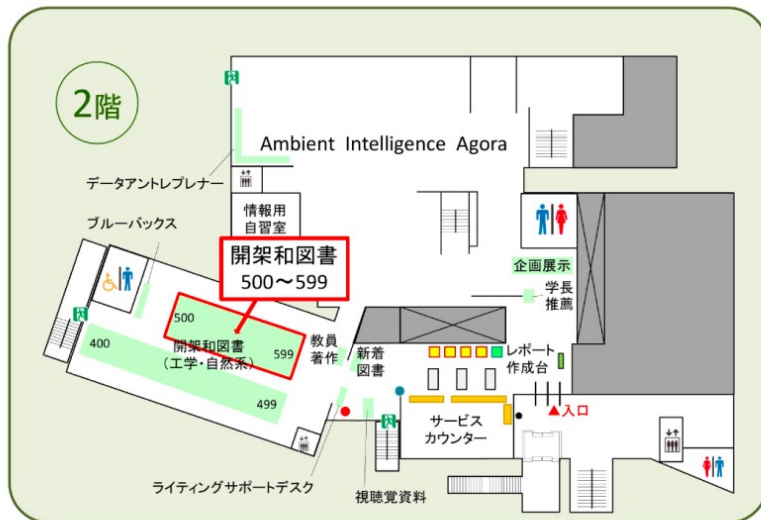 2階
Ambient Intelligence Agora
データアントレプレナー
情報用
自習室
ブルーバックス
開架和図書
500～599
企画展示
学長
推薦
500
400
開架和図書
（工学・自然系）
599
499
教員
著作
新着
図書
レポート
作成台
入口
サービス
カウンター
ライティングサポートデスク
視聴覚資料